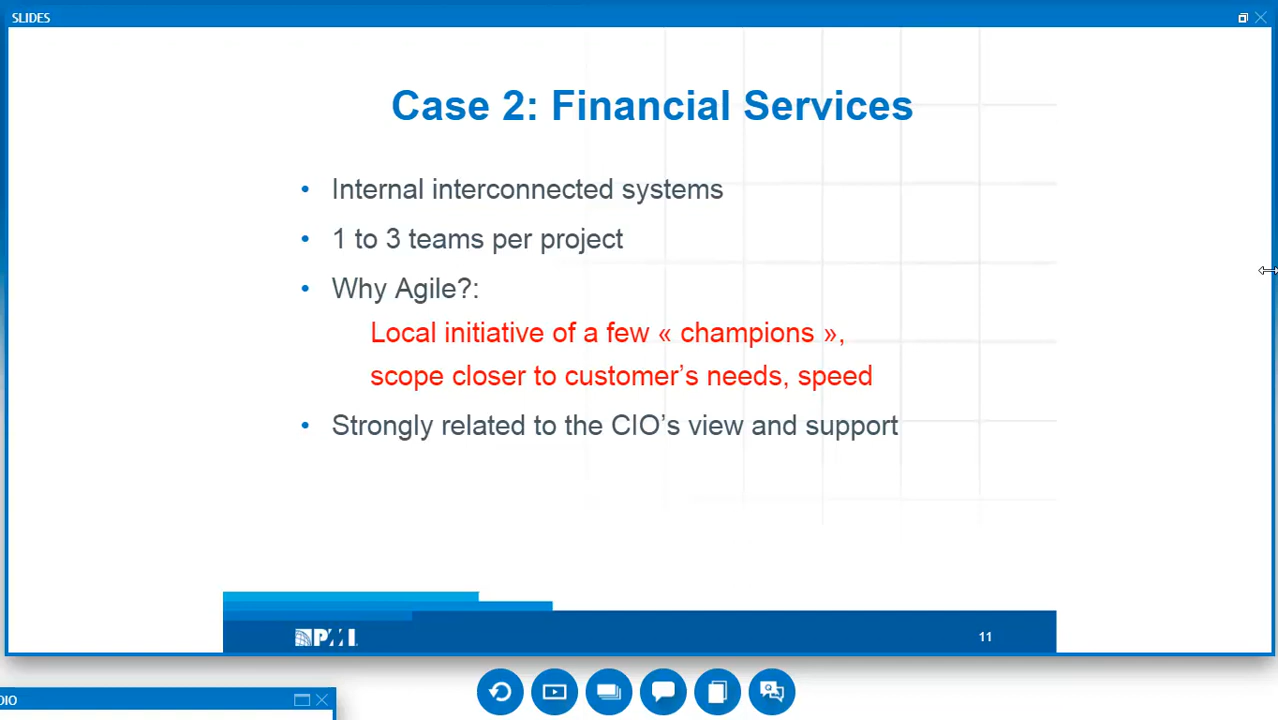 SLIDES
Case 2: Financial Services
• Internal interconnected systems
• 1 to 3 teams per project
• Why Agile?:
Local initiative of a few « champions »,
scope closer to customer’s needs, speed
• Strongly related to the CIO’s view and support
PMI
11
DIO